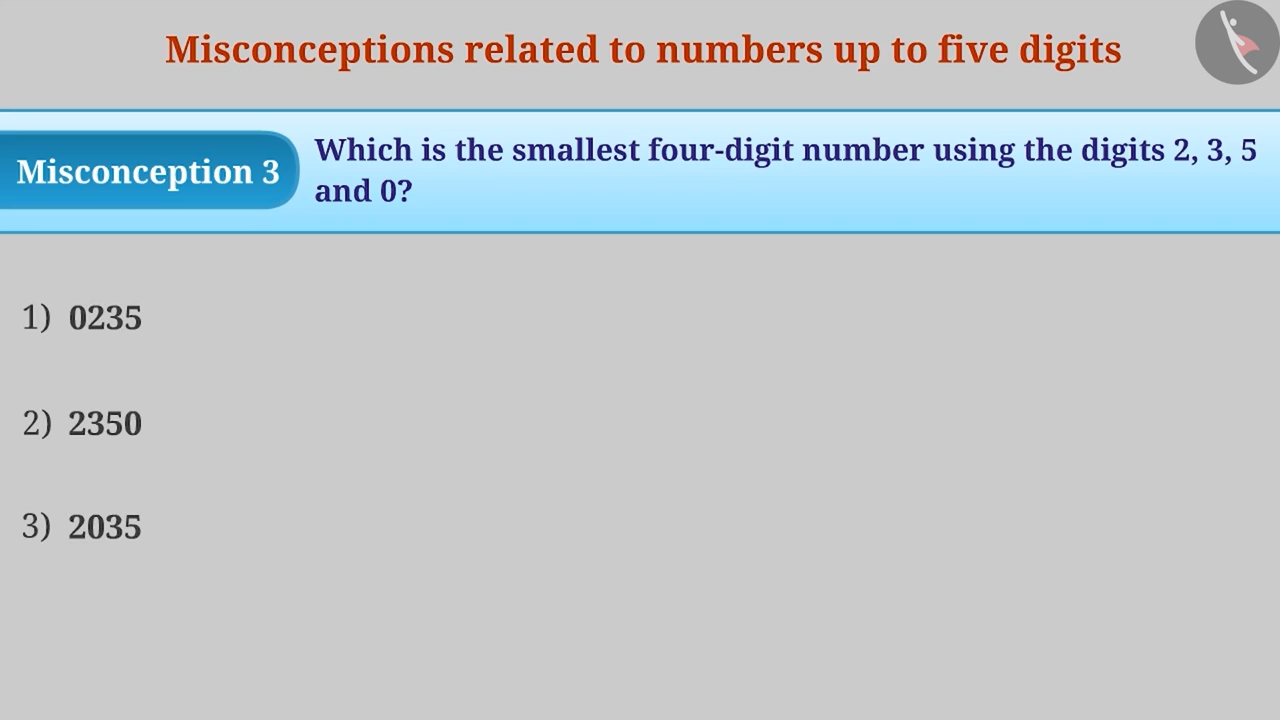 Misconceptions related to numbers up to five digits
Misconception 3
Which is the smallest four-digit number using the digits 2, 3, 5
and 0?
1) 0235
2) 2350
3) 2035